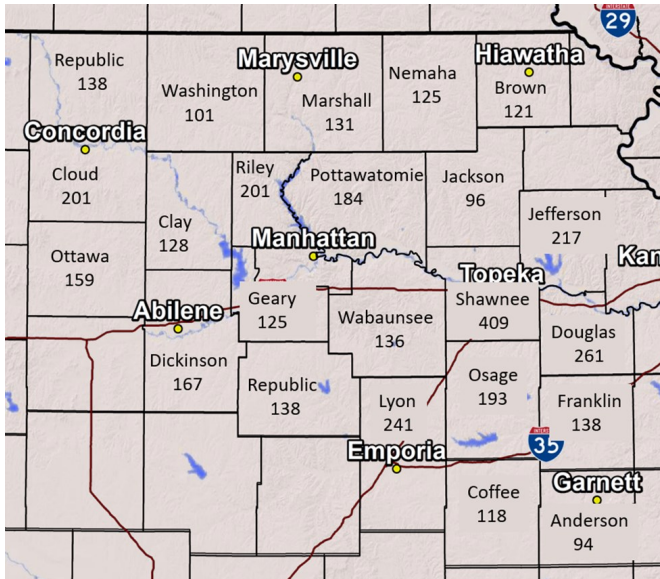 INTERSTATE
29
Marysville
Hiawatha
Republic
138
Washington
101
Marshall
131
Nemaha
125
Brown
121
Concordia
Cloud
201
Riley
201
Pottawatomie
184
Jackson
96
Clay
128
Jefferson
217
Ottawa
159
Manhattan
Topeka
Kan
Geary
125
Shawnee
409
Abilene
Wabaunsee
136
Douglas
261
Dickinson
167
Republic
138
Lyon
241
Osage
193
Franklin
138
35
Emporia
Coffee
118
Garnett
Anderson
94